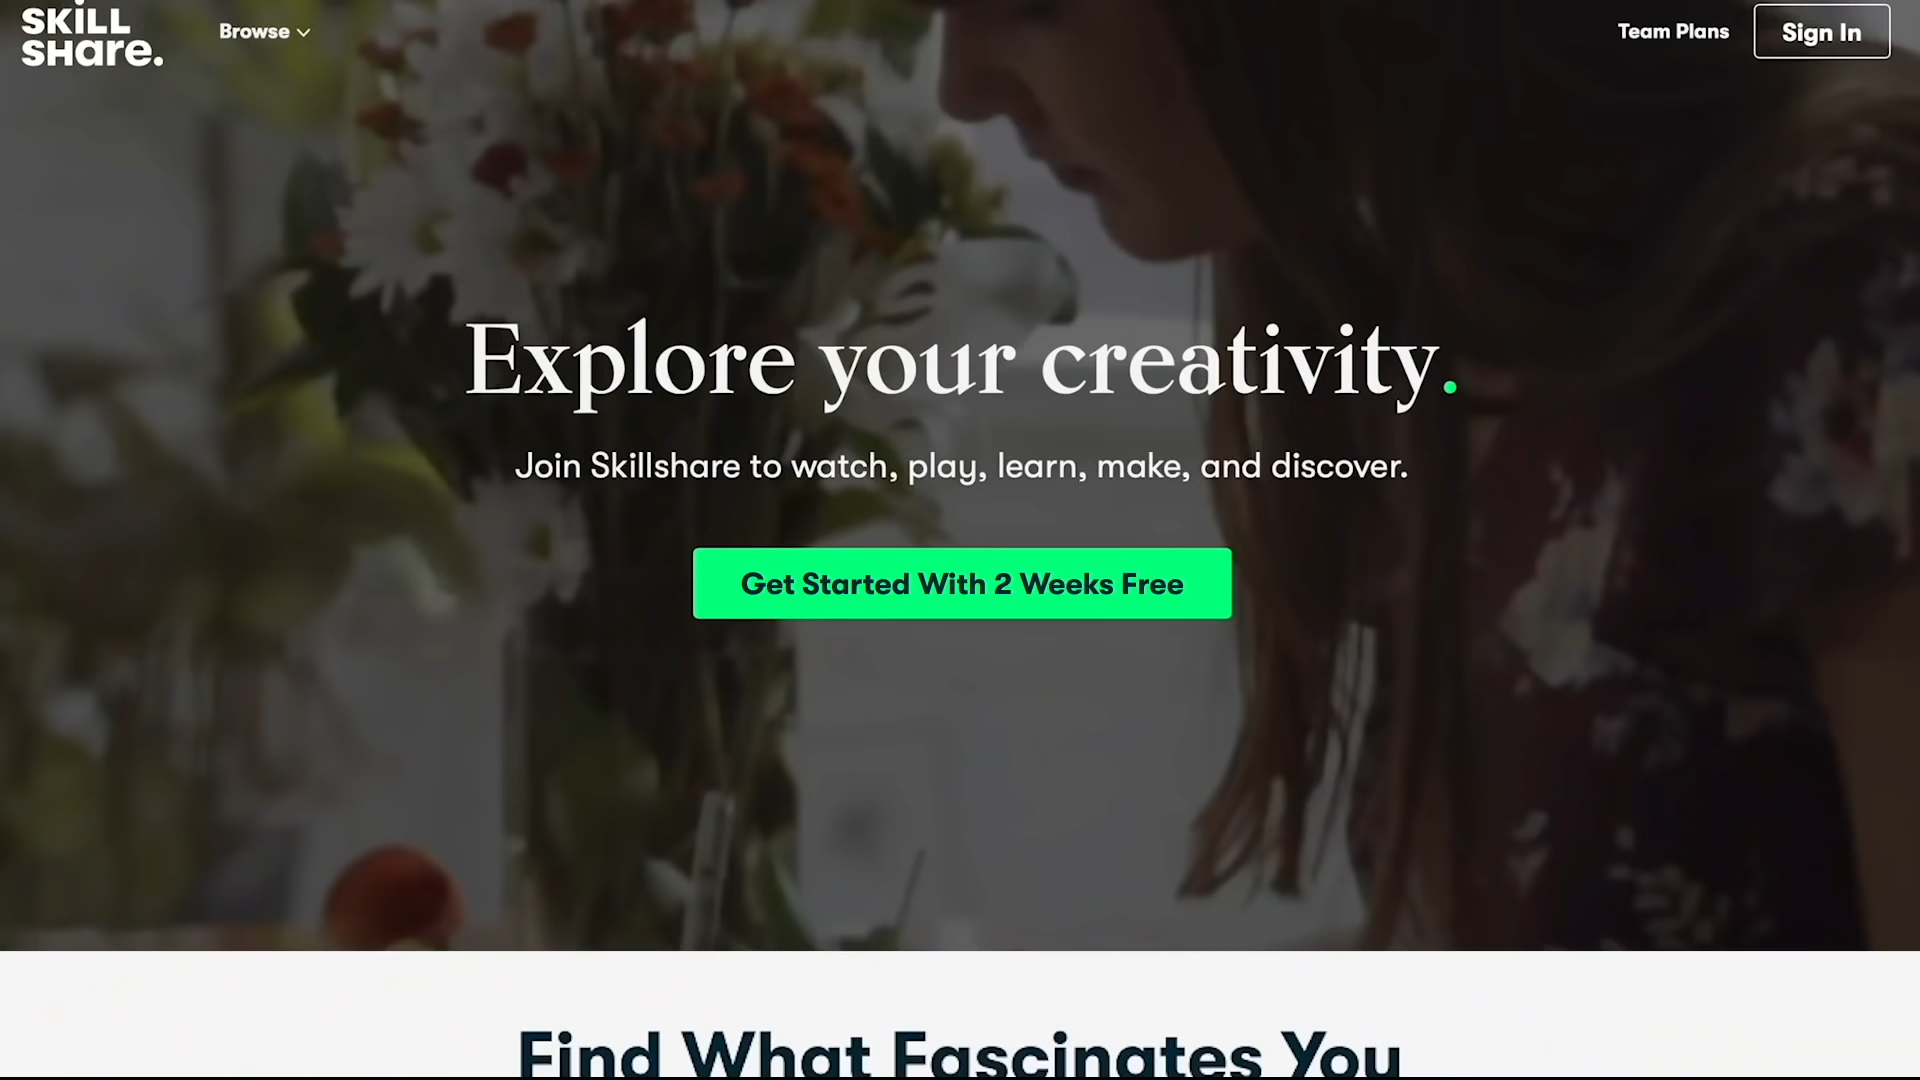 SKILL
SHare.
Browse
Team Plans
Sign In
Explore your creativity.
Join Skillshare to watch, play, learn, make, and discover.
Get Started With 2 Weeks Free
Find What Fascinates You